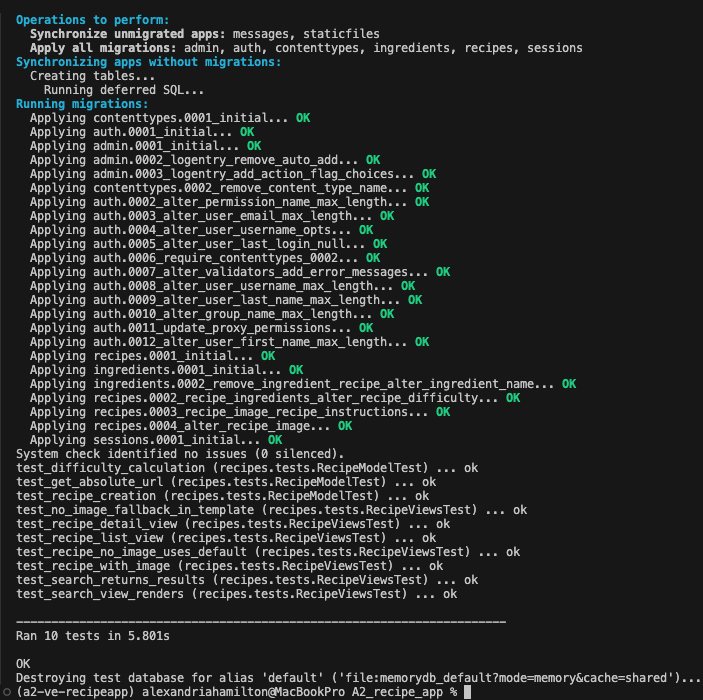 Operations to perform:
  Synchronize unmigrated apps: messages, staticfiles
  Apply all migrations: admin, auth, contenttypes, ingredients, recipes, sessions
Synchronizing apps without migrations:
  Creating tables...
    Running deferred SQL...
Running migrations:
  Applying contenttypes.0001_initial... OK
  Applying auth.0001_initial... OK
  Applying admin.0001_initial... OK
  Applying admin.0002_logentry_remove_auto_add... OK
  Applying admin.0003_logentry_add_action_flag_choices... OK
  Applying contenttypes.0002_remove_content_type_name... OK
  Applying auth.0002_alter_permission_name_max_length... OK
  Applying auth.0003_alter_user_email_max_length... OK
  Applying auth.0004_alter_user_username_opts... OK
  Applying auth.0005_alter_user_last_login_null... OK
  Applying auth.0006_require_contenttypes_0002... OK
  Applying auth.0007_alter_validators_add_error_messages... OK
  Applying auth.0008_alter_user_username_max_length... OK
  Applying auth.0009_alter_user_last_name_max_length... OK
  Applying auth.0010_alter_group_name_max_length... OK
  Applying auth.0011_update_proxy_permissions... OK
  Applying auth.0012_alter_user_first_name_max_length... OK
  Applying recipes.0001_initial... OK
  Applying ingredients.0001_initial... OK
  Applying ingredients.0002_remove_ingredient_recipe_alter_ingredient_name... OK
  Applying recipes.0002_recipe_ingredients_alter_recipe_difficulty... OK
  Applying recipes.0003_recipe_image_recipe_instructions... OK
  Applying recipes.0004_alter_recipe_image... OK
  Applying sessions.0001_initial... OK
System check identified no issues (0 silenced).
test_difficulty_calculation (recipes.tests.RecipeModelTest) ... ok
test_get_absolute_url (recipes.tests.RecipeModelTest) ... ok
test_recipe_creation (recipes.tests.RecipeModelTest) ... ok
test_no_image_fallback_in_template (recipes.tests.RecipeViewsTest) ... ok
test_recipe_detail_view (recipes.tests.RecipeViewsTest) ... ok
test_recipe_list_view (recipes.tests.RecipeViewsTest) ... ok
test_recipe_no_image_uses_default (recipes.tests.RecipeViewsTest) ... ok
test_recipe_with_image (recipes.tests.RecipeViewsTest) ... ok
test_search_returns_results (recipes.tests.RecipeViewsTest) ... ok
test_search_view_renders (recipes.tests.RecipeViewsTest) ... ok

----------------------------------------------------------------------
Ran 10 tests in 5.801s

OK
Destroying test database for alias 'default' ('file:memorydb_default?mode=memory&cache=shared')...
(a2-ve-recipeapp) alexandriahamilton@MacBookPro A2_recipe_app %